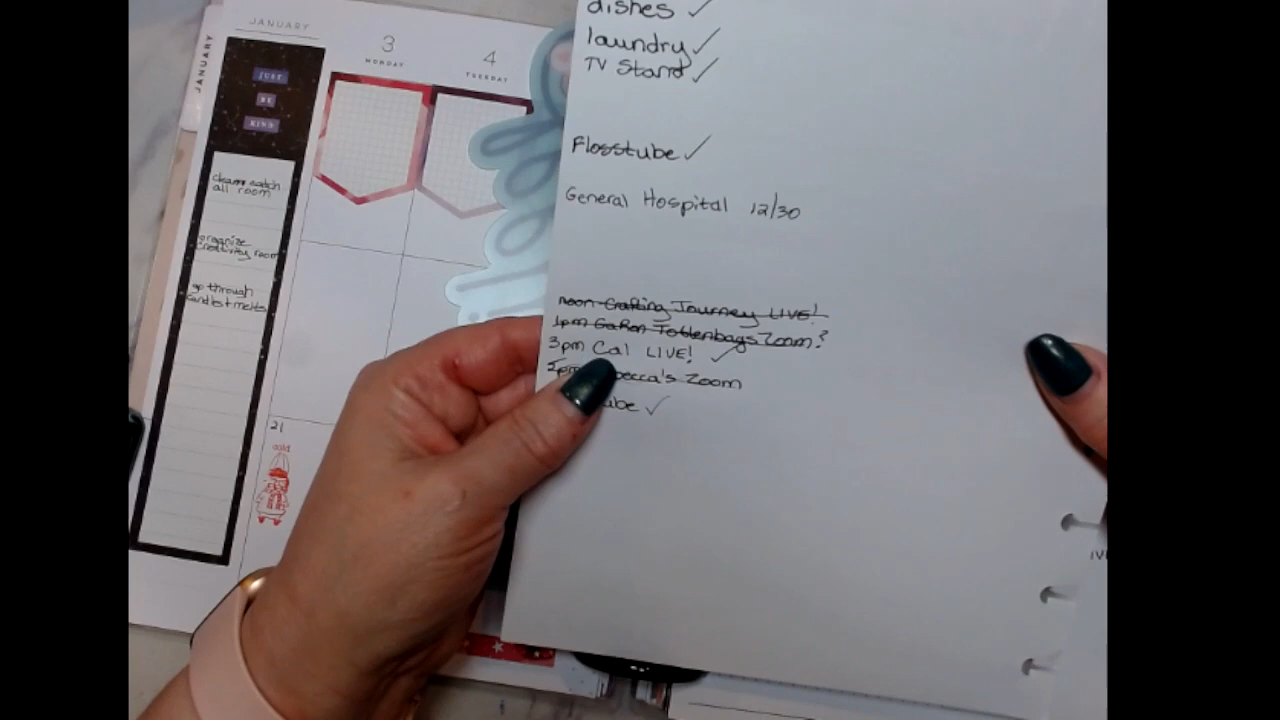 JANUARY
JANUARY
JUST
BE
KIND
3
MONDAY
4
TUESDAY
all room
organize
creativity room
go through
candles + melts
21
cold
dishes ✓
laundry ✓
TV Stand ✓
Flosstube ✓
General Hospital 12/30
noon Crafting Journey LIVE!
1pm Zoom?
3pm Cal LIVE! ✓
Zoom
ube ✓